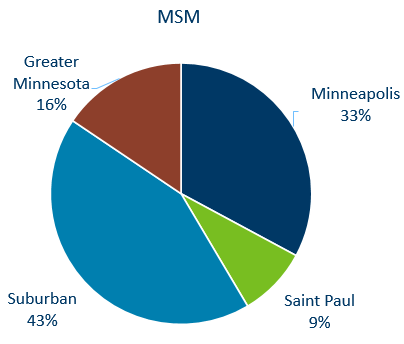 MSM
Greater
Minnesota
16%
Minneapolis
33%
Suburban
43%
Saint Paul
9%